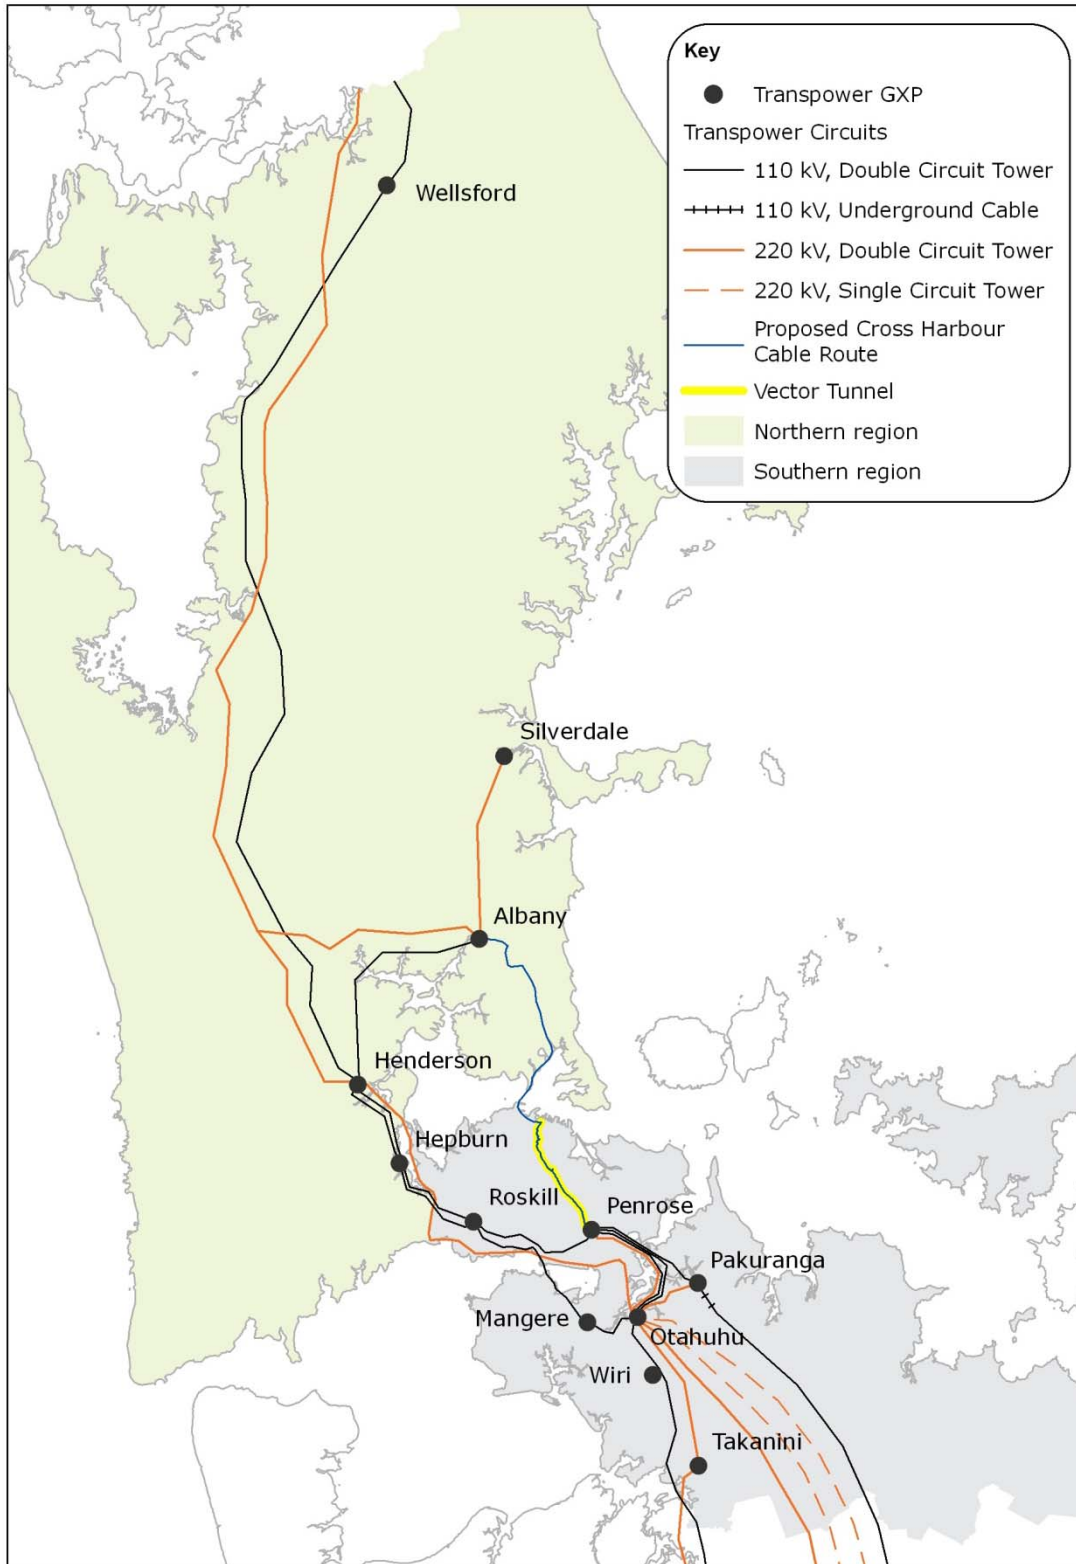 Key
Transpower GXP
Transpower Circuits
110 kV, Double Circuit Tower
110 kV, Underground Cable
220 kV, Double Circuit Tower
220 kV, Single Circuit Tower
Proposed Cross Harbour
Cable Route
Vector Tunnel
Northern region
Southern region
Wellsford
Silverdale
Albany
Henderson
Hepburn
Roskill
Penrose
Pakuranga
Mangere
Otahuhu
Wiri
Takanini